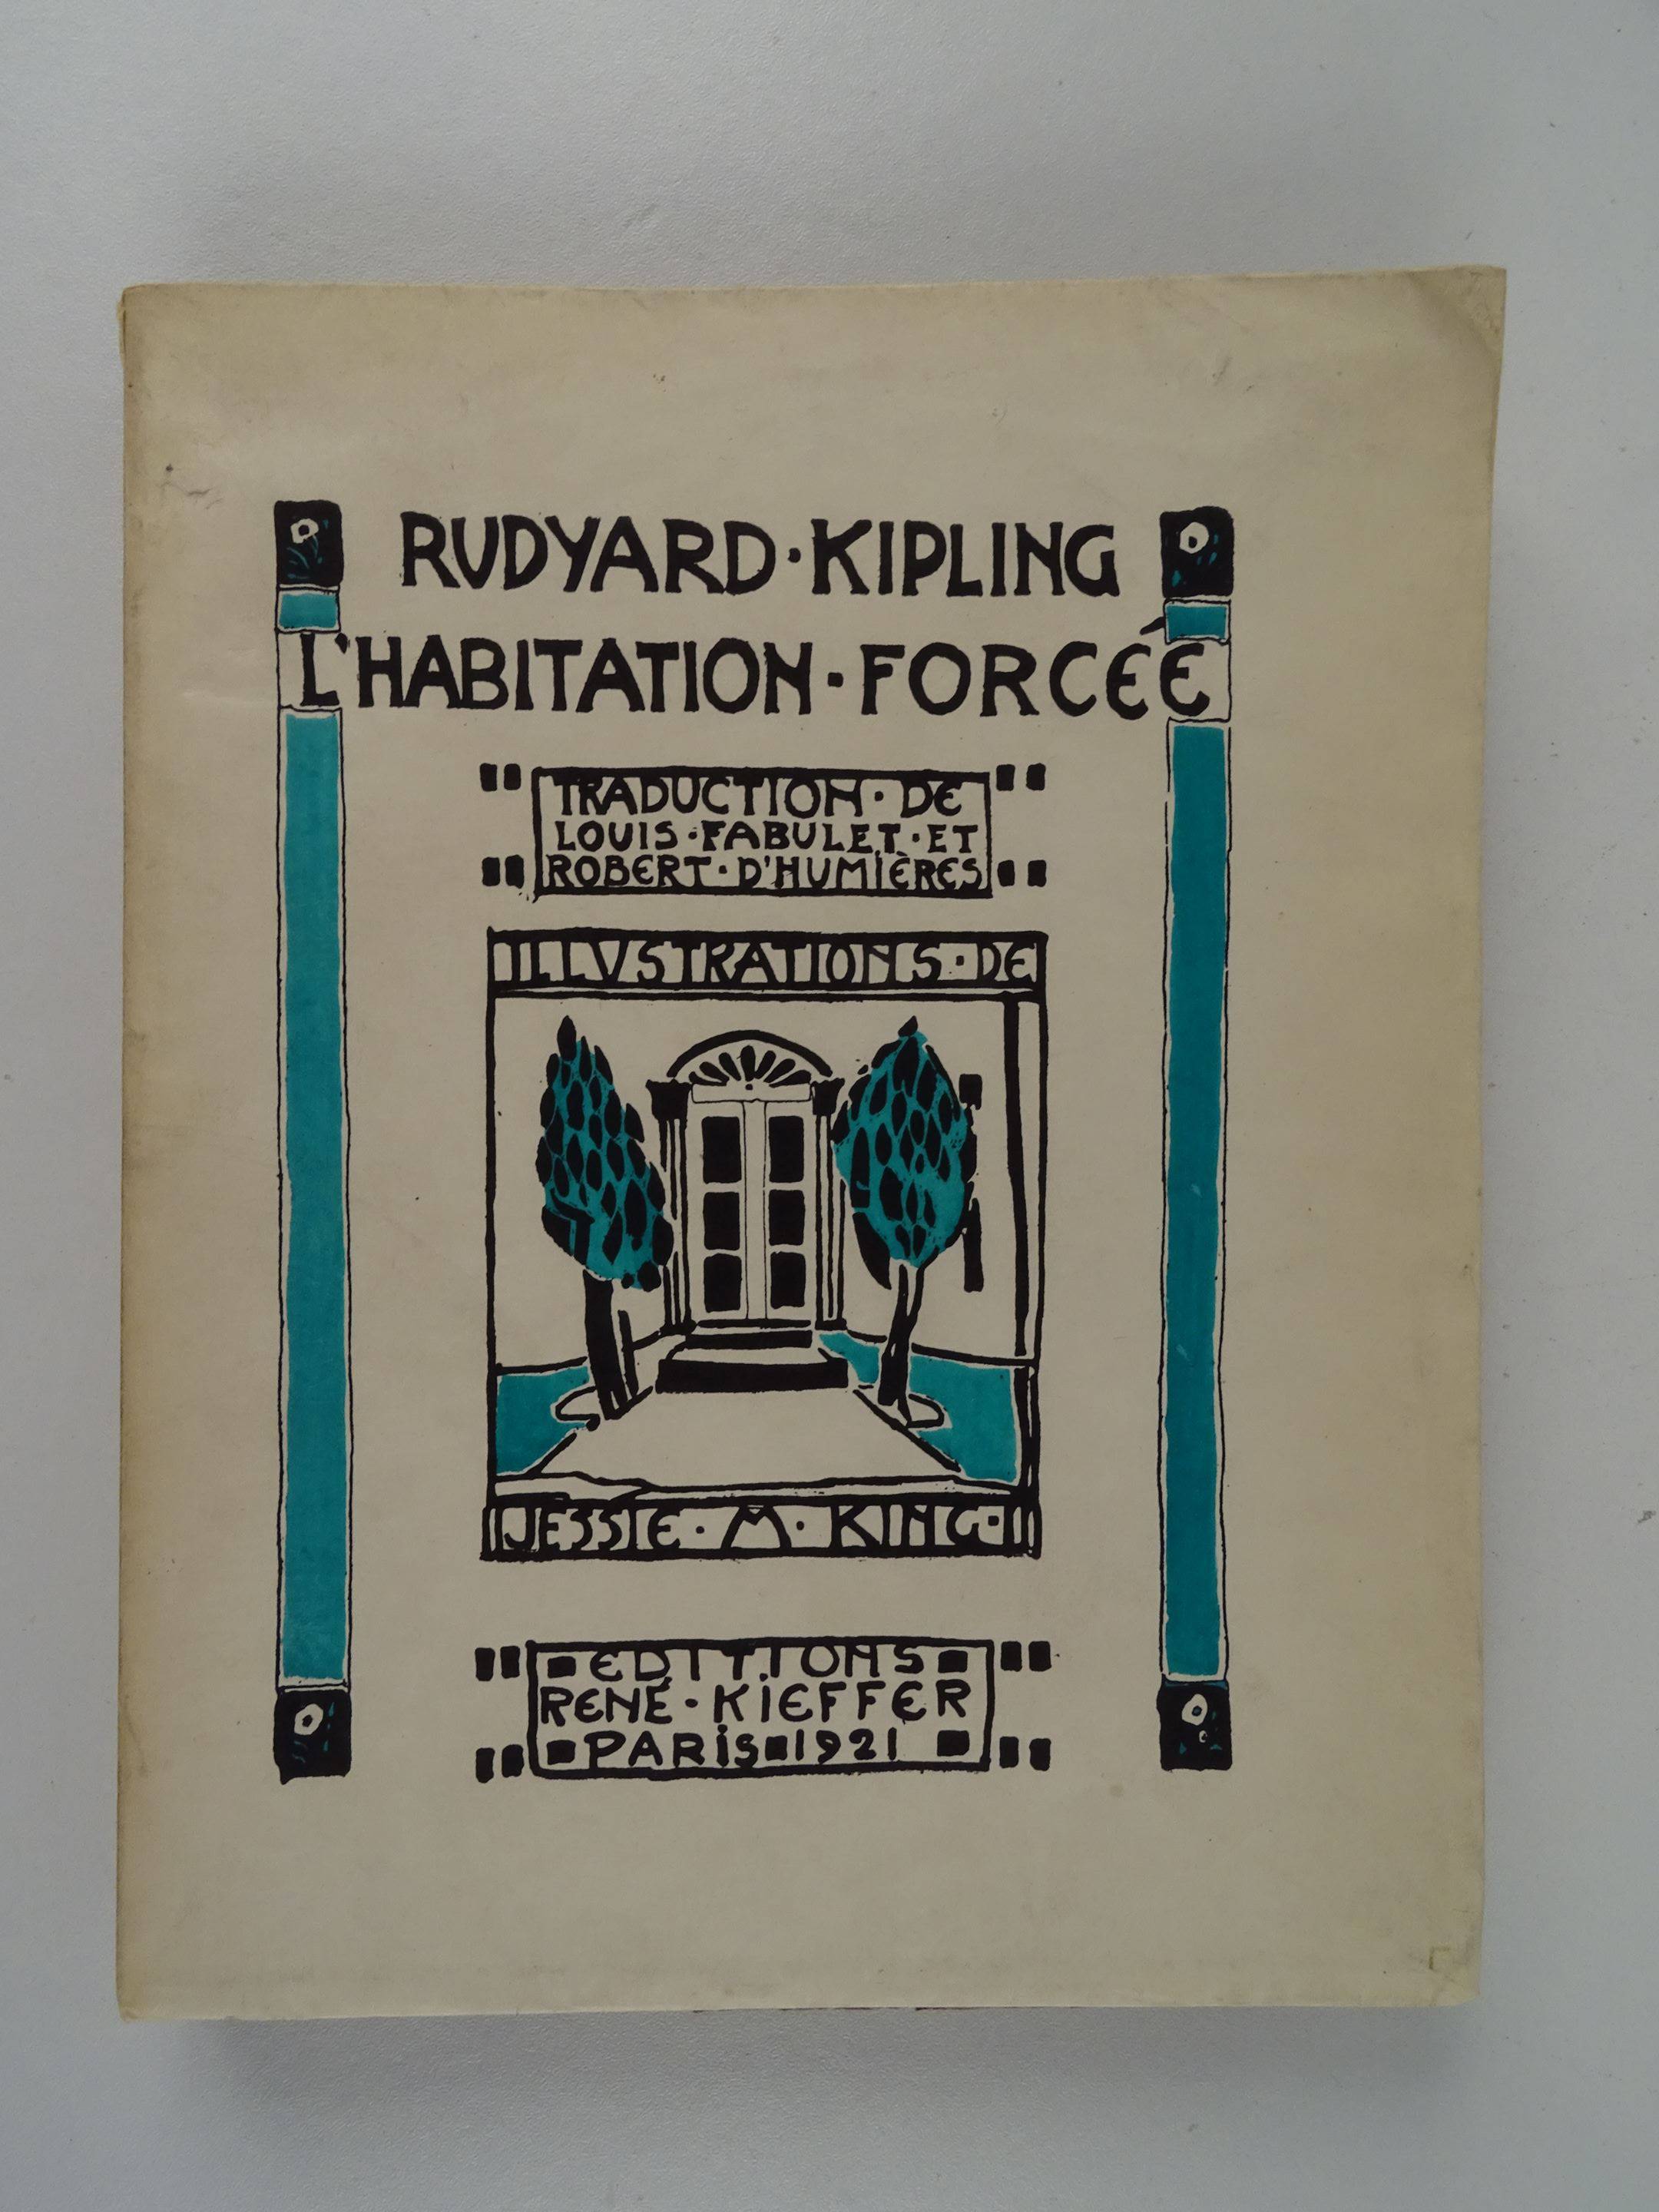 RUDYARD·KIPLING
L'HABITATION·FORCÉE
TRADUCTION·DE
LOUIS·FABULET·ET
ROBERT·D'HUMIÈRES
ILLVSTRATIONS·DE
JESSIE·M·KING·
EDITIONS
RENÉ·KIEFFER
PARIS 1921